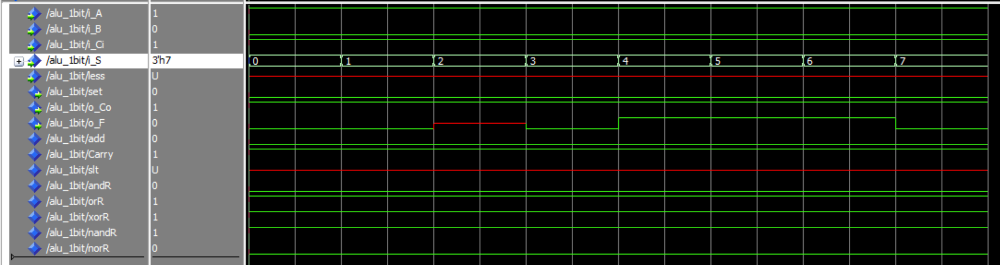 /alu_1bit/i_A 1
/alu_1bit/i_B 0
/alu_1bit/i_Ci 1
/alu_1bit/i_S 3'h7 0 1 2 3 4 5 6 7
/alu_1bit/less U
/alu_1bit/set 0
/alu_1bit/o_Co 1
/alu_1bit/o_F 0
/alu_1bit/add 0
/alu_1bit/Carry 1
/alu_1bit/slt U
/alu_1bit/andR 0
/alu_1bit/orR 1
/alu_1bit/xorR 1
/alu_1bit/nandR 1
/alu_1bit/norR 0